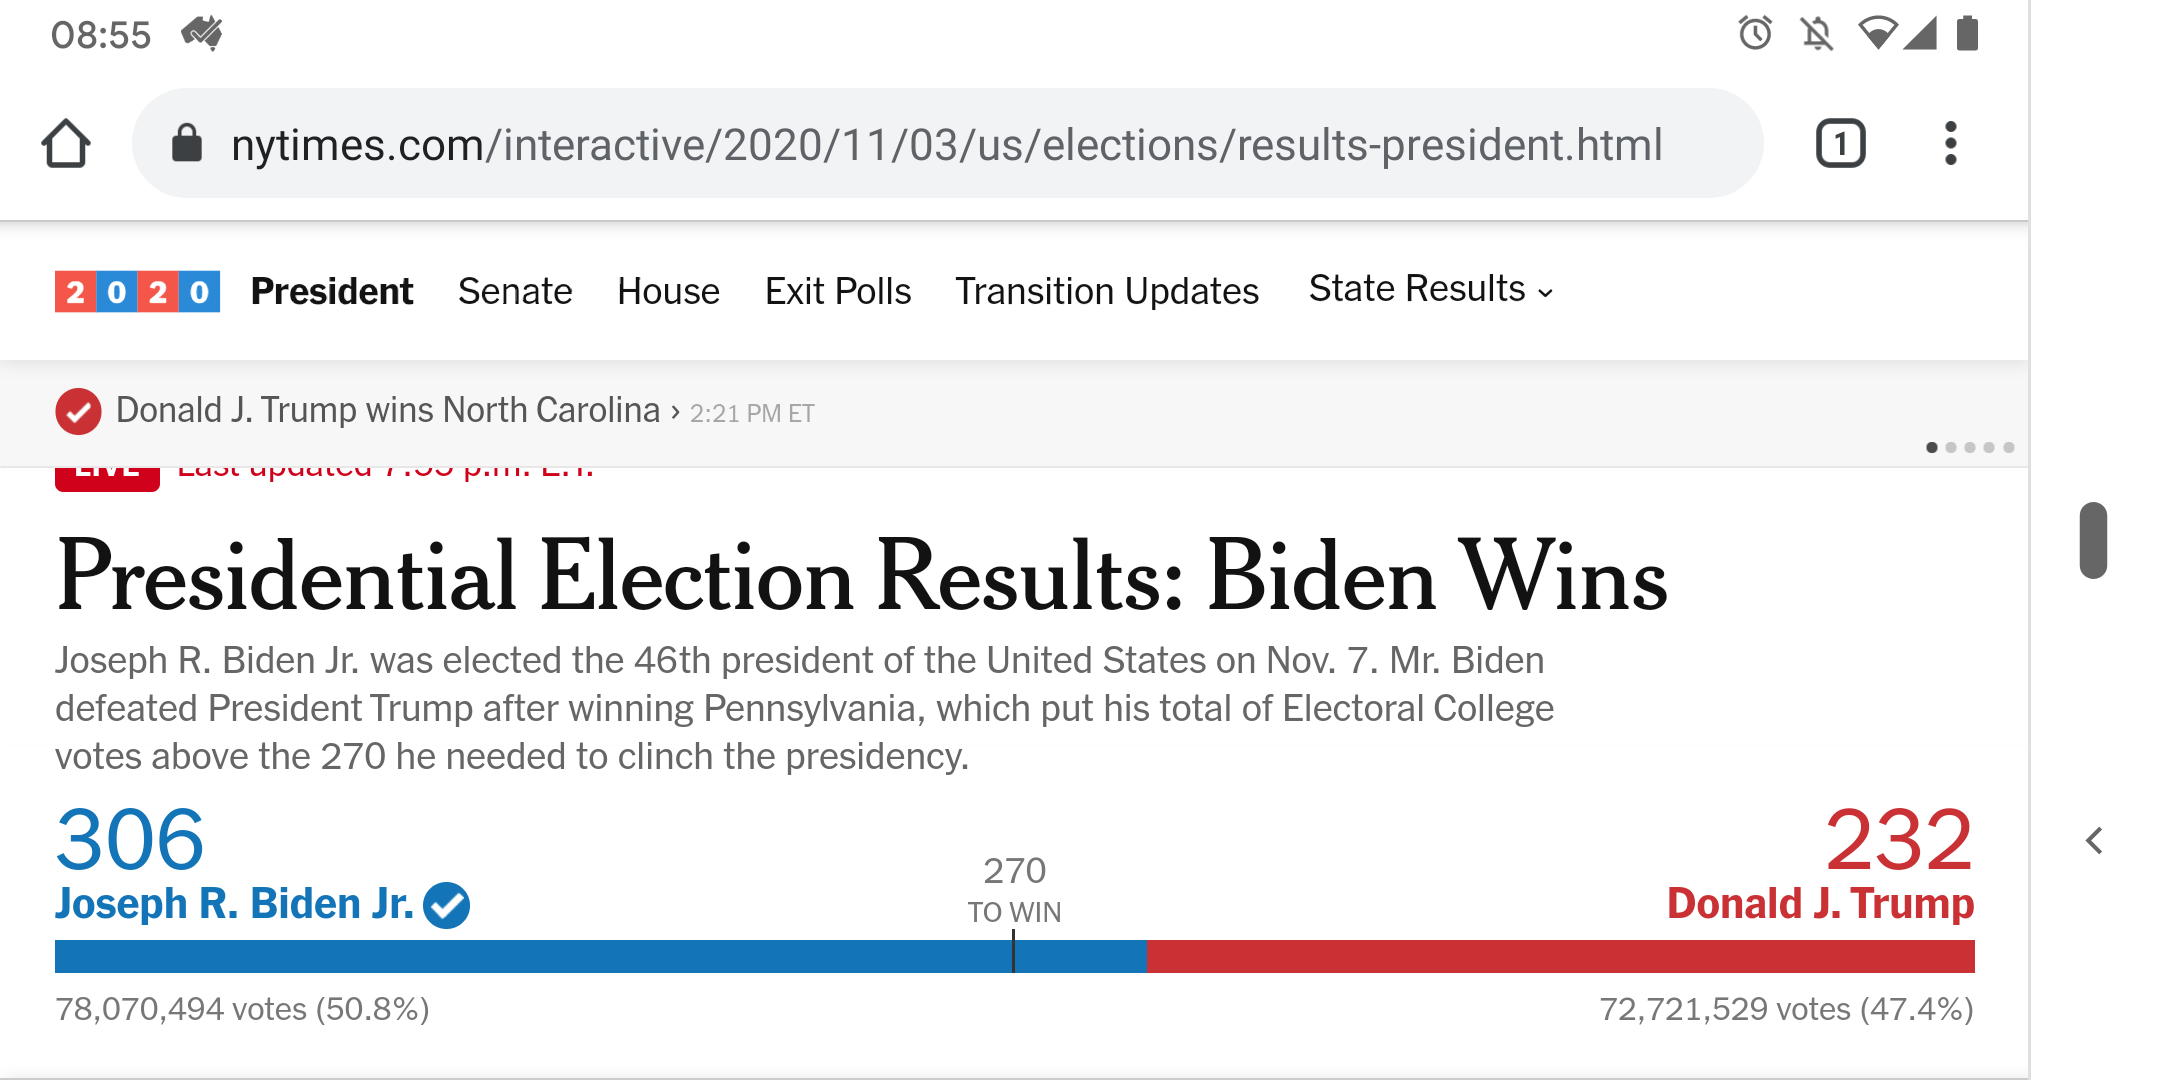 08:55
nytimes.com/interactive/2020/11/03/us/elections/results-president.html
1
2020 President Senate House Exit Polls Transition Updates State Results
Donald J. Trump wins North Carolina › 2:21 PM ET
LIVE Last updated p.m. E.T.
Presidential Election Results: Biden Wins
Joseph R. Biden Jr. was elected the 46th president of the United States on Nov. 7. Mr. Biden
defeated President Trump after winning Pennsylvania, which put his total of Electoral College
votes above the 270 he needed to clinch the presidency.
306 232
270
Joseph R. Biden Jr. TO WIN Donald J. Trump
78,070,494 votes (50.8%) 72,721,529 votes (47.4%)